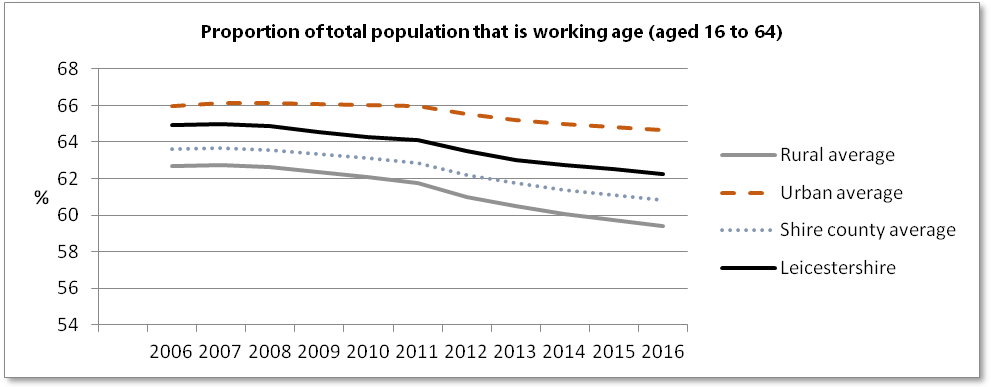 Proportion of total population that is working age (aged 16 to 64)
68
66
64
62
60
58
56
54
%
2006 2007 2008 2009 2010 2011 2012 2013 2014 2015 2016
Rural average
Urban average
Shire county average
Leicestershire